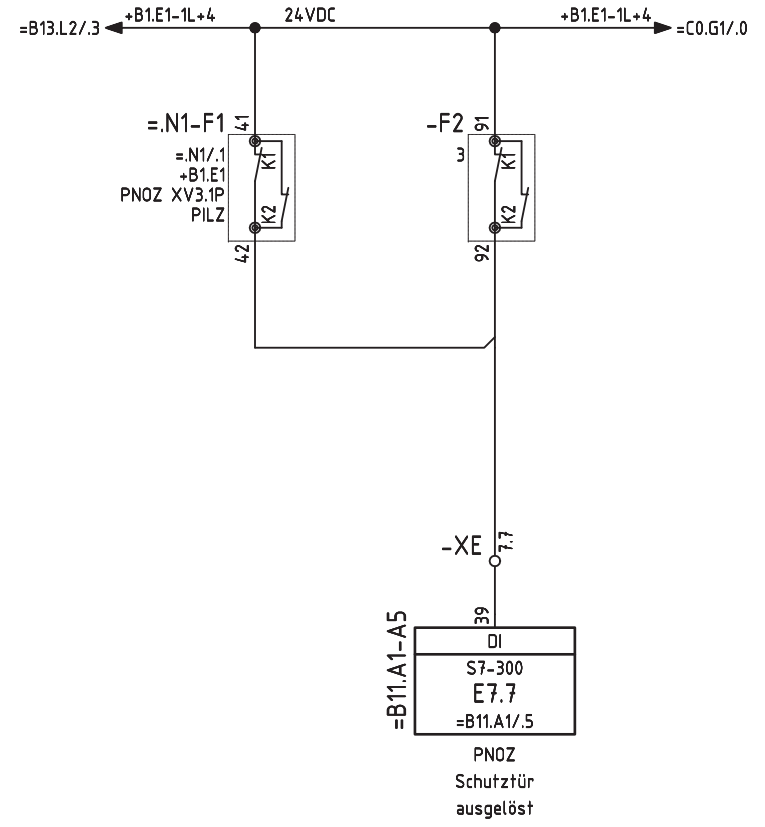 +B1.E1-1L+4
24VDC
+B1.E1-1L+4
=B13.L2/.3
=C0.G1/.0
=.N1-F1
41
-F2
91
=.N1/.1
K1
3
K1
+B1.E1
PNOZ XV3.1P
PILZ
K2
K2
42
92
-XE
7.7
39
=B11.A1-A5
DI
S7-300
E7.7
=B11.A1/.5
PNOZ
Schutztür
ausgelöst